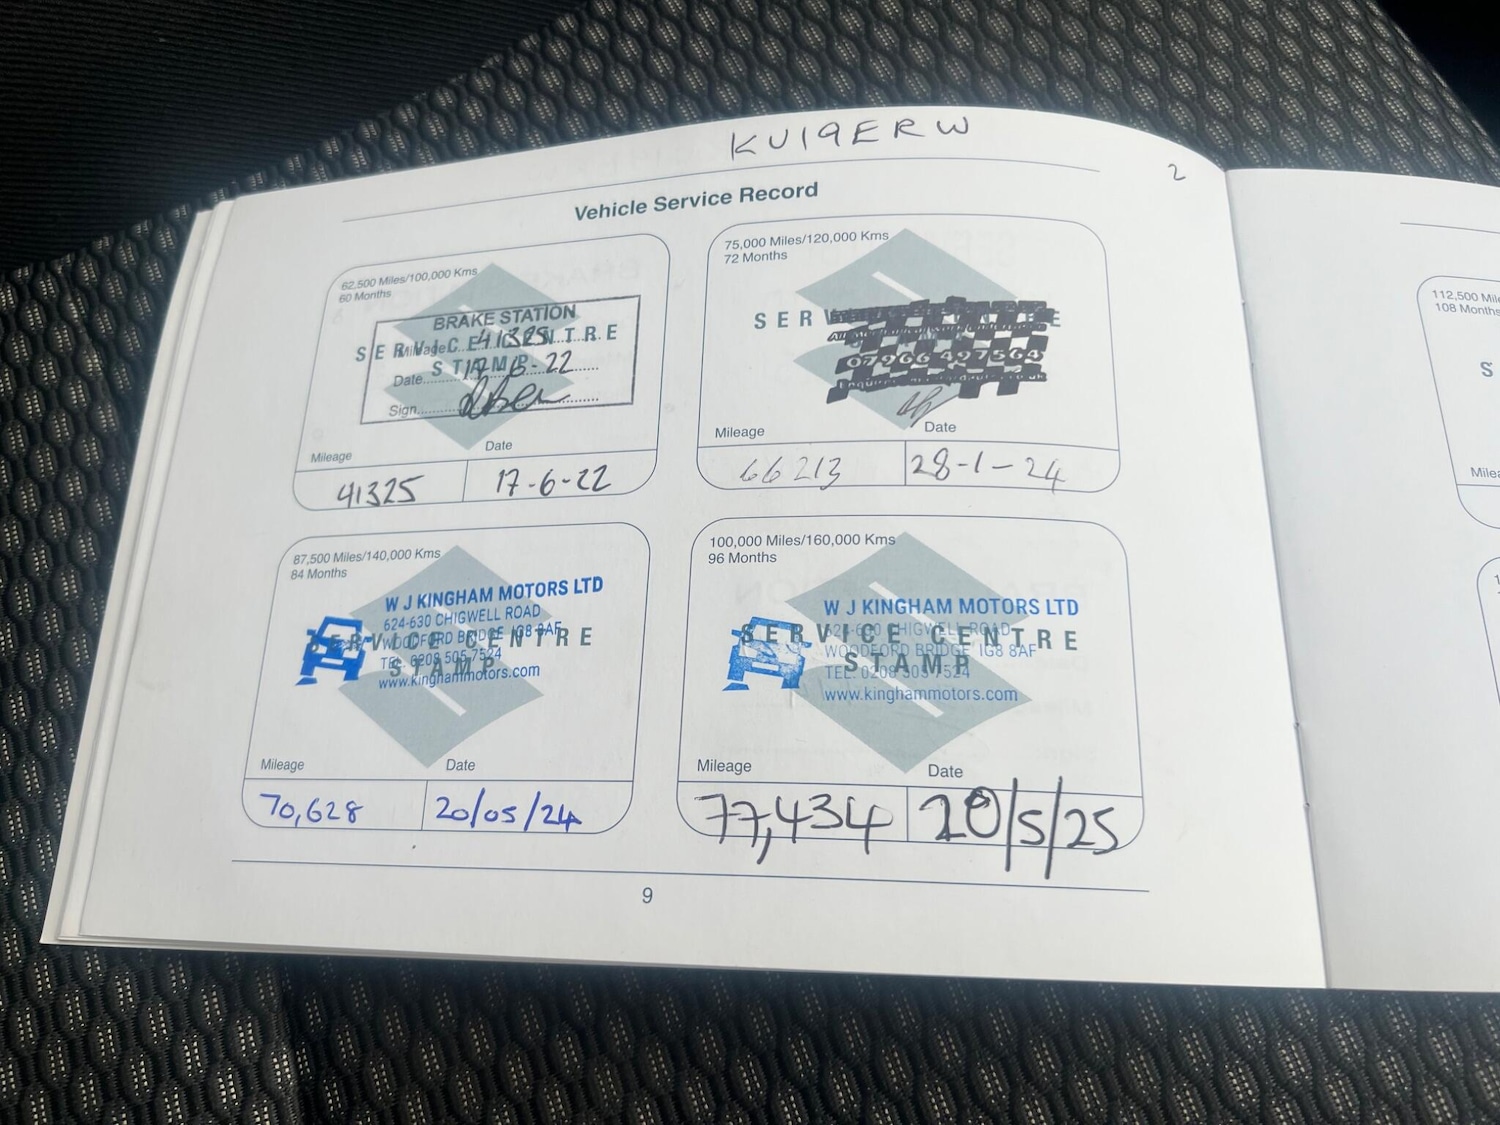 KU19ERW
2
Vehicle Service Record
62,500 Miles/100,000 Kms
60 Months
BRAKE STATION
SERVICE CENTRE
STAMP
Mileage 41325
Date 17-6-22
Sign
Mileage
Date
41325
17-6-22
75,000 Miles/120,000 Kms
72 Months
SER
E
07966 497564
Mileage
Date
66213
28-1-24
87,500 Miles/140,000 Kms
84 Months
W J KINGHAM MOTORS LTD
624-630 CHIGWELL ROAD
SERVICE CENTRE
WOODFORD BRIDGE IG8 8AF
STAMP
TEL: 0208 505 7524
www.kinghammotors.com
Mileage
Date
70,628
20/05/24
100,000 Miles/160,000 Kms
96 Months
W J KINGHAM MOTORS LTD
624-630 CHIGWELL ROAD
SERVICE CENTRE
WOODFORD BRIDGE IG8 8AF
STAMP
TEL: 0208 505 7524
www.kinghammotors.com
Mileage
Date
77,434
20/5/25
9
112,500
108 Months
S